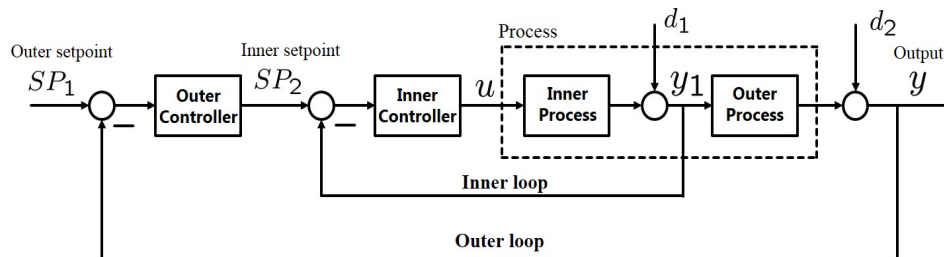 Outer setpoint
SP1
Outer
Controller
Inner setpoint
SP2
Inner
Controller
u
Process
Inner
Process
d1
y1
Outer
Process
d2
Output
y
Inner loop
Outer loop